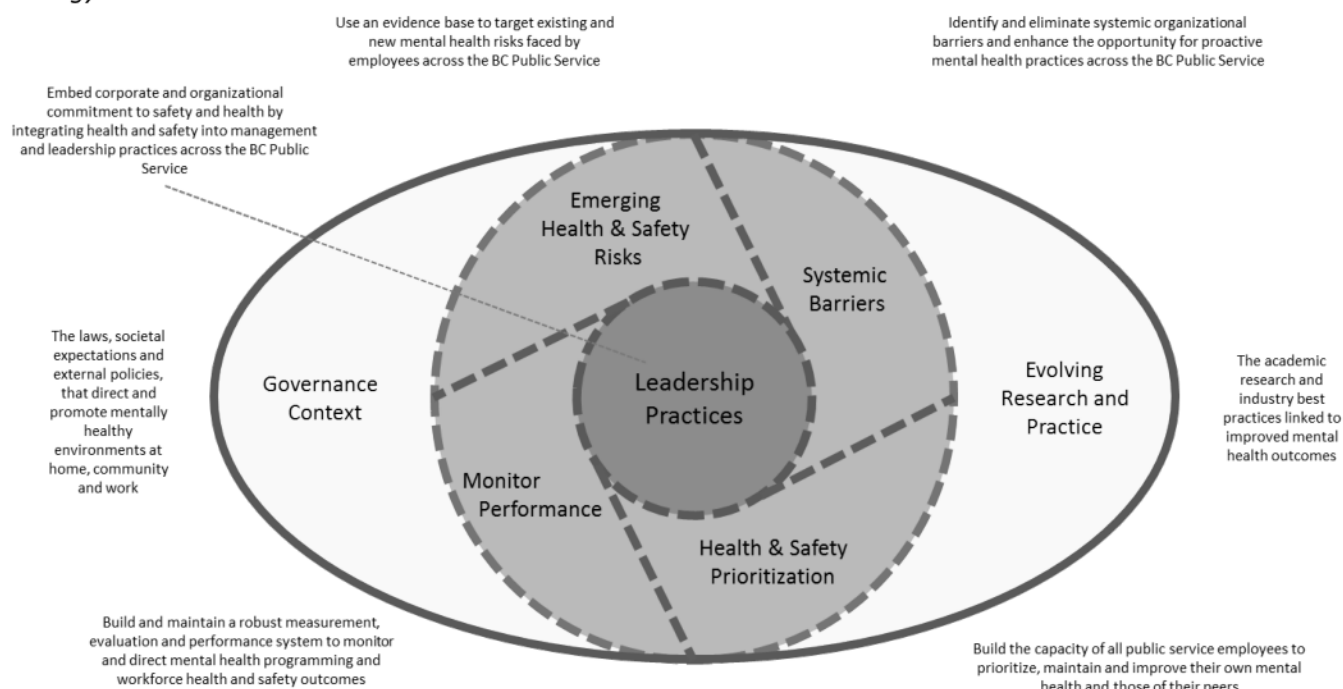 Use an evidence base to target existing and
new mental health risks faced by
employees across the BC Public Service
Identify and eliminate systemic organizational
barriers and enhance the opportunity for proactive
mental health practices across the BC Public Service
Embed corporate and organizational
commitment to safety and health by
integrating health and safety into management
and leadership practices across the BC Public
Service
Emerging
Health & Safety
Risks
Systemic
Barriers
The laws, societal
expectations and
external policies,
that direct and
promote mentally
healthy
environments at
home, community
and work
Governance
Context
Leadership
Practices
Evolving
Research and
Practice
The academic
research and
industry best
practices linked to
improved mental
health outcomes
Monitor
Performance
Health & Safety
Prioritization
Build and maintain a robust measurement,
evaluation and performance system to monitor
and direct mental health programming and
workforce health and safety outcomes
Build the capacity of all public service employees to
prioritize, maintain and improve their own mental
health and those of their peers